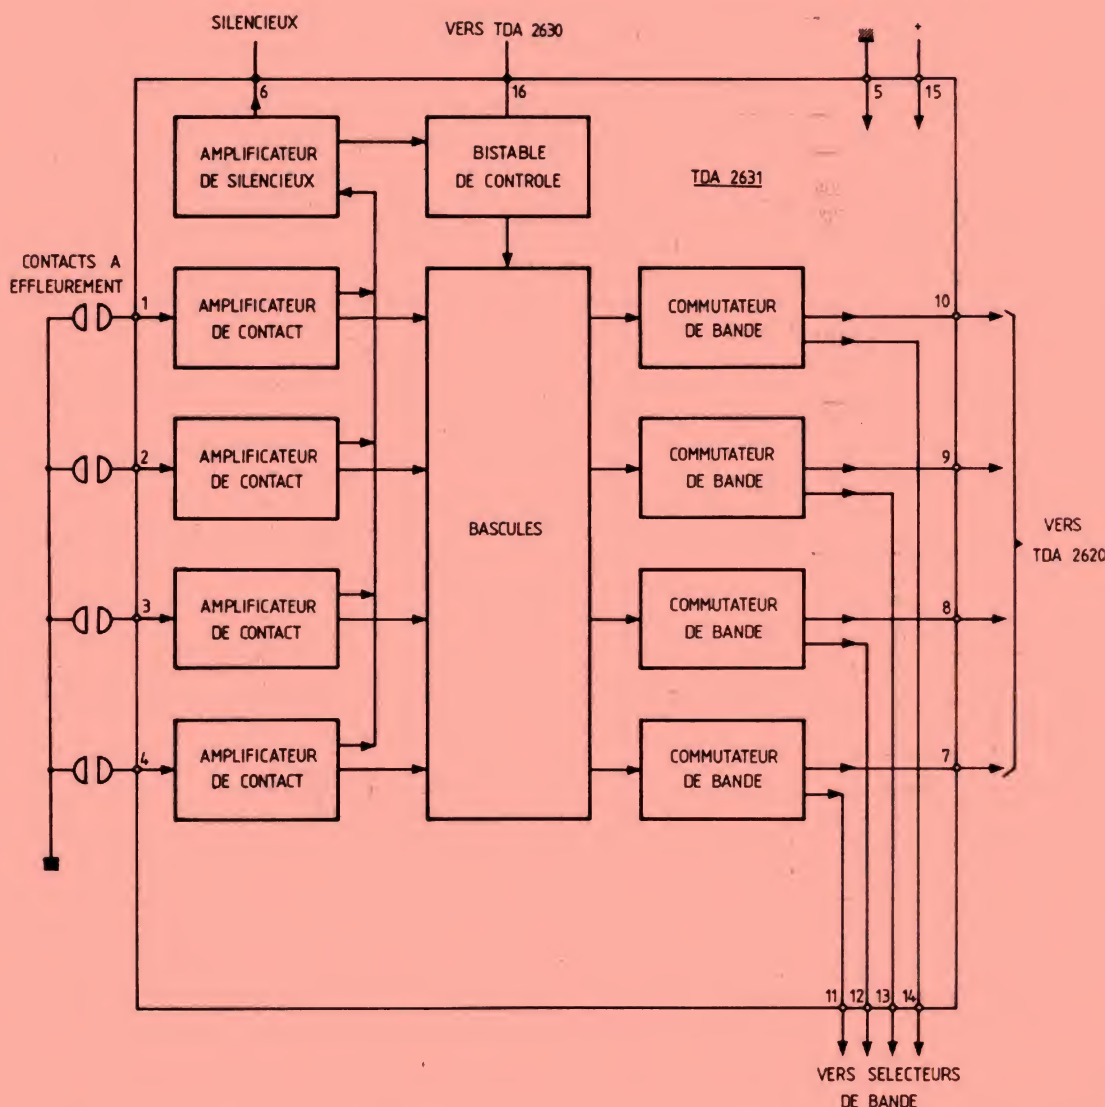 SILENCIEUX
VERS TDA 2630
+
6
16
5
15
AMPLIFICATEUR
DE SILENCIEUX
BISTABLE
DE CONTROLE
TDA 2631
CONTACTS A
EFFLEUREMENT
1
AMPLIFICATEUR
DE CONTACT
COMMUTATEUR
DE BANDE
10
2
AMPLIFICATEUR
DE CONTACT
COMMUTATEUR
DE BANDE
9
BASCULES
VERS
TDA 2620
3
AMPLIFICATEUR
DE CONTACT
COMMUTATEUR
DE BANDE
8
4
AMPLIFICATEUR
DE CONTACT
COMMUTATEUR
DE BANDE
7
11 12 13 14
VERS SELECTEURS
DE BANDE